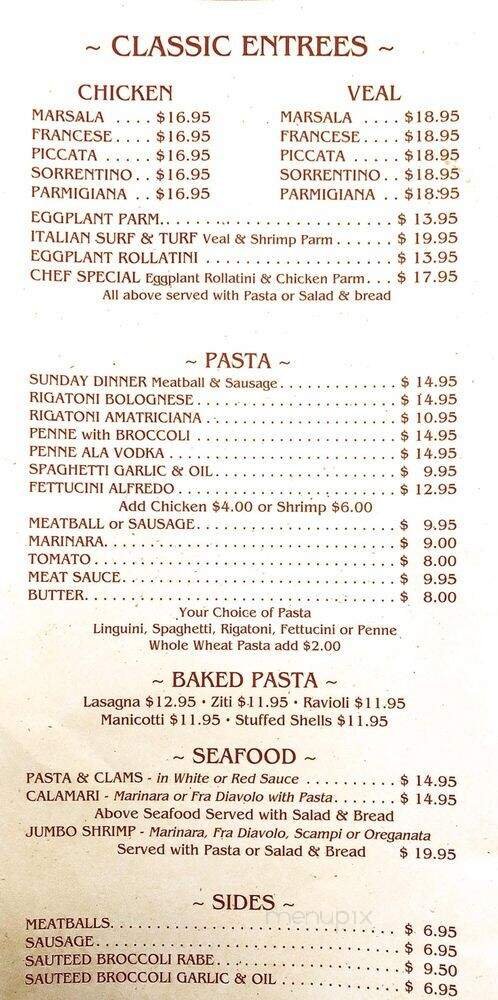 ~ CLASSIC ENTREES ~
CHICKEN
MARSALA .... $16.95
FRANCESE.... $16.95
PICCATA ..... $16.95
SORRENTINO.. $16.95
PARMIGIANA .. $16.95
VEAL
MARSALA .... $18.95
FRANCESE.... $18.95
PICCATA ..... $18.95
SORRENTINO.. $18.95
PARMIGIANA .. $18.95
EGGPLANT PARM........................ $ 13.95
ITALIAN SURF & TURF Veal & Shrimp Parm...... $ 19.95
EGGPLANT ROLLATINI ................... $ 13.95
CHEF SPECIAL Eggplant Rollatini & Chicken Parm... $ 17.95
All above served with Pasta or Salad & bread
~ PASTA ~
SUNDAY DINNER Meatball & Sausage............ $ 14.95
RIGATONI BOLOGNESE.................... $ 14.95
RIGATONI AMATRICIANA................... $ 10.95
PENNE with BROCCOLI .................... $ 14.95
PENNE ALA VODKA ...................... $ 14.95
SPAGHETTI GARLIC & OIL.................. $ 9.95
FETTUCINI ALFREDO...................... $ 12.95
Add Chicken $4.00 or Shrimp $6.00
MEATBALL or SAUSAGE.................... $ 9.95
MARINARA............................. $ 9.00
TOMATO............................... $ 8.00
MEAT SAUCE............................ $ 9.95
BUTTER................................ $ 8.00
Your Choice of Pasta
Linguini, Spaghetti, Rigatoni, Fettucini or Penne
Whole Wheat Pasta add $2.00
~ BAKED PASTA ~
Lasagna $12.95 • Ziti $11.95 • Ravioli $11.95
Manicotti $11.95 • Stuffed Shells $11.95
~ SEAFOOD ~
PASTA & CLAMS - in White or Red Sauce .......... $ 14.95
CALAMARI - Marinara or Fra Diavolo with Pasta....... $ 14.95
Above Seafood Served with Salad & Bread
JUMBO SHRIMP - Marinara, Fra Diavolo, Scampi or Oreganata
Served with Pasta or Salad & Bread $ 19.95
~ SIDES ~
menupix
MEATBALLS............................. $ 6.95
SAUSAGE............................... $ 6.95
SAUTEED BROCCOLI RABE................... $ 9.50
SAUTEED BROCCOLI GARLIC & OIL ............ $ 6.95